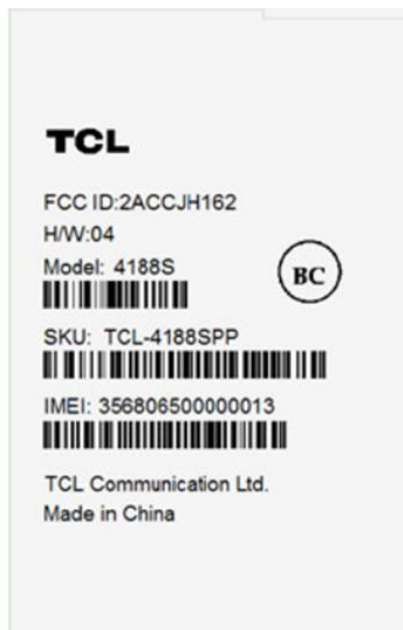 TCL
FCC ID:2ACCJH162
H/W:04
Model: 4188S
BC
SKU: TCL-4188SPP
IMEI: 356806500000013
TCL Communication Ltd.
Made in China